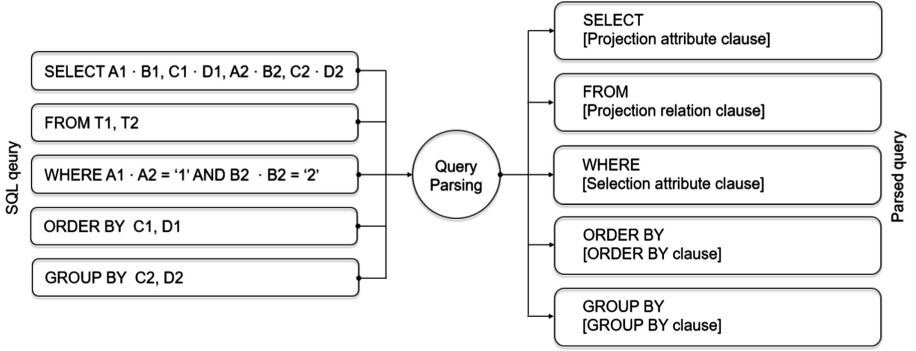 SQL qeury
SELECT A1 · B1, C1 · D1, A2 · B2, C2 · D2
FROM T1, T2
WHERE A1 · A2 = ‘1’ AND B2 · B2 = ‘2’
ORDER BY C1, D1
GROUP BY C2, D2
Query
Parsing
SELECT
[Projection attribute clause]
FROM
[Projection relation clause]
WHERE
[Selection attribute clause]
ORDER BY
[ORDER BY clause]
GROUP BY
[GROUP BY clause]
Parsed query